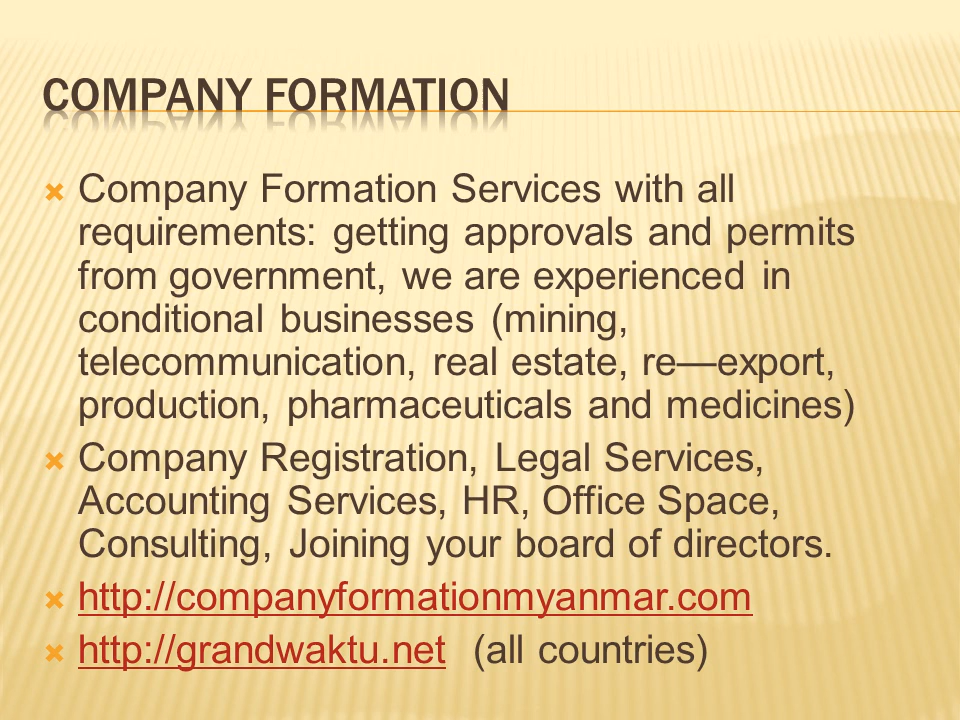 COMPANY FORMATION
Company Formation Services with all
requirements: getting approvals and permits
from government, we are experienced in
conditional businesses (mining,
telecommunication, real estate, re—export,
production, pharmaceuticals and medicines)
Company Registration, Legal Services,
Accounting Services, HR, Office Space,
Consulting, Joining your board of directors.
http://companyformationmyanmar.com
http://grandwaktu.net (all countries)